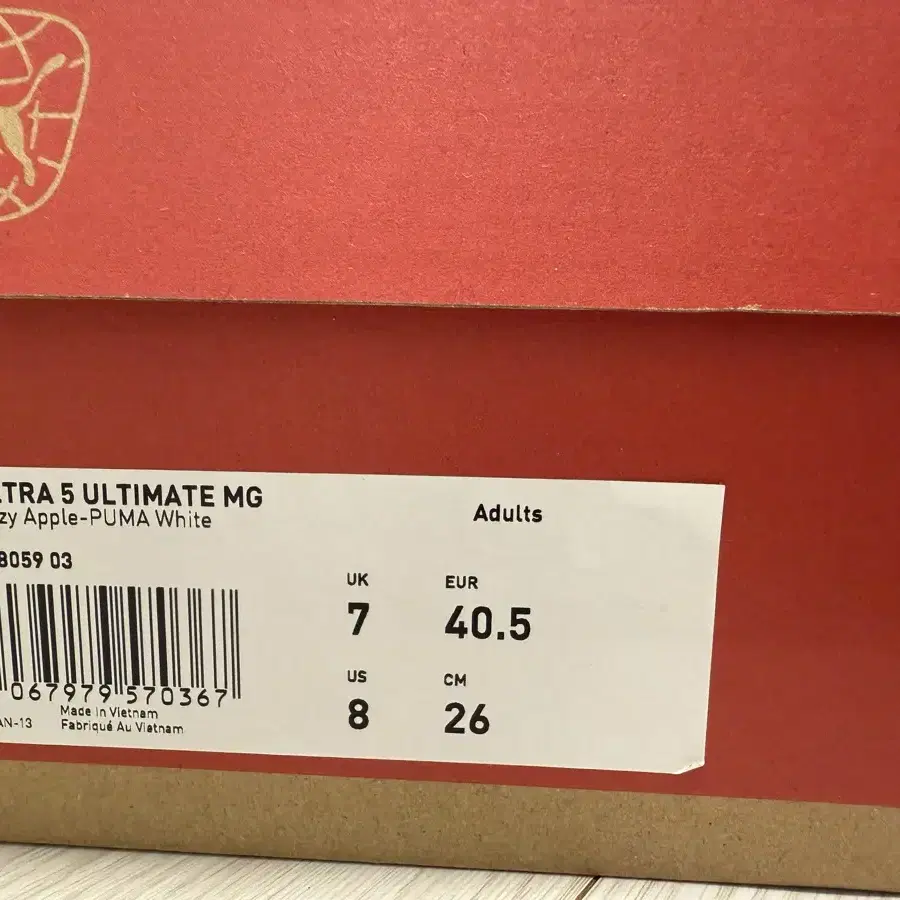 LTRA 5 ULTIMATE MG
zy Apple-PUMA White
8059 03
Adults
UK
7
EUR
40.5
US
8
CM
26
067979 570367
AN-13
Made In Vietnam
Fabriqué Au Vietnam